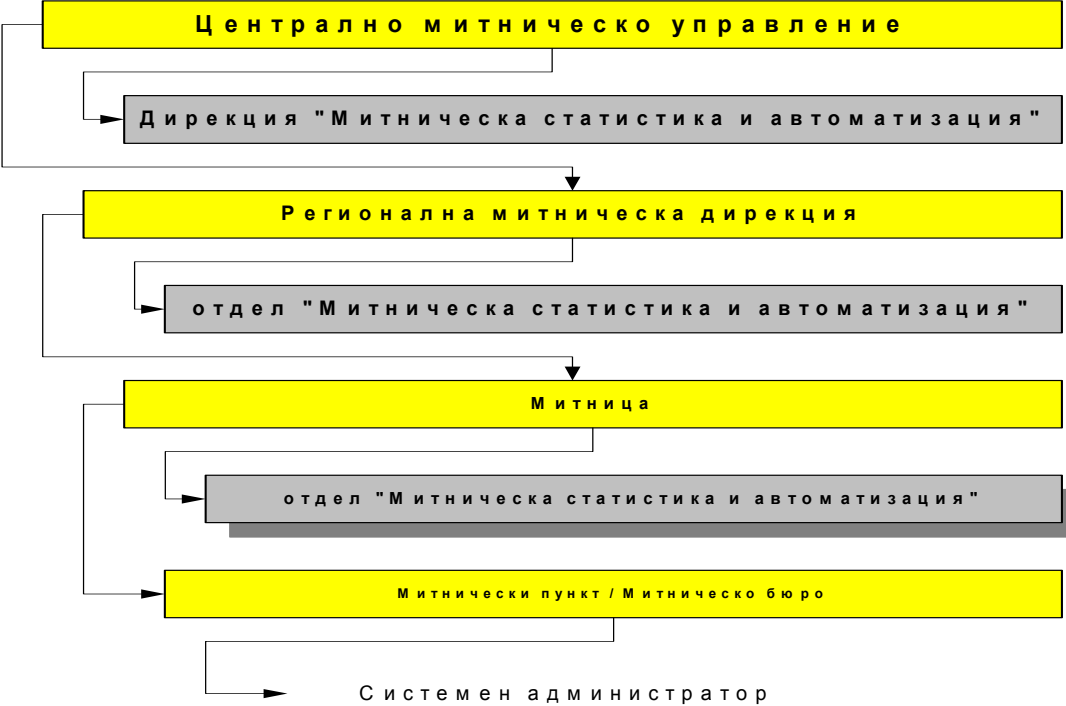 Централно митническо управление
Дирекция "Митническа статистика и автоматизация"
Регионална митническа дирекция
отдел "Митническа статистика и автоматизация"
Митница
отдел "Митническа статистика и автоматизация"
Митнически пункт / Митническо бюро
Системен администратор